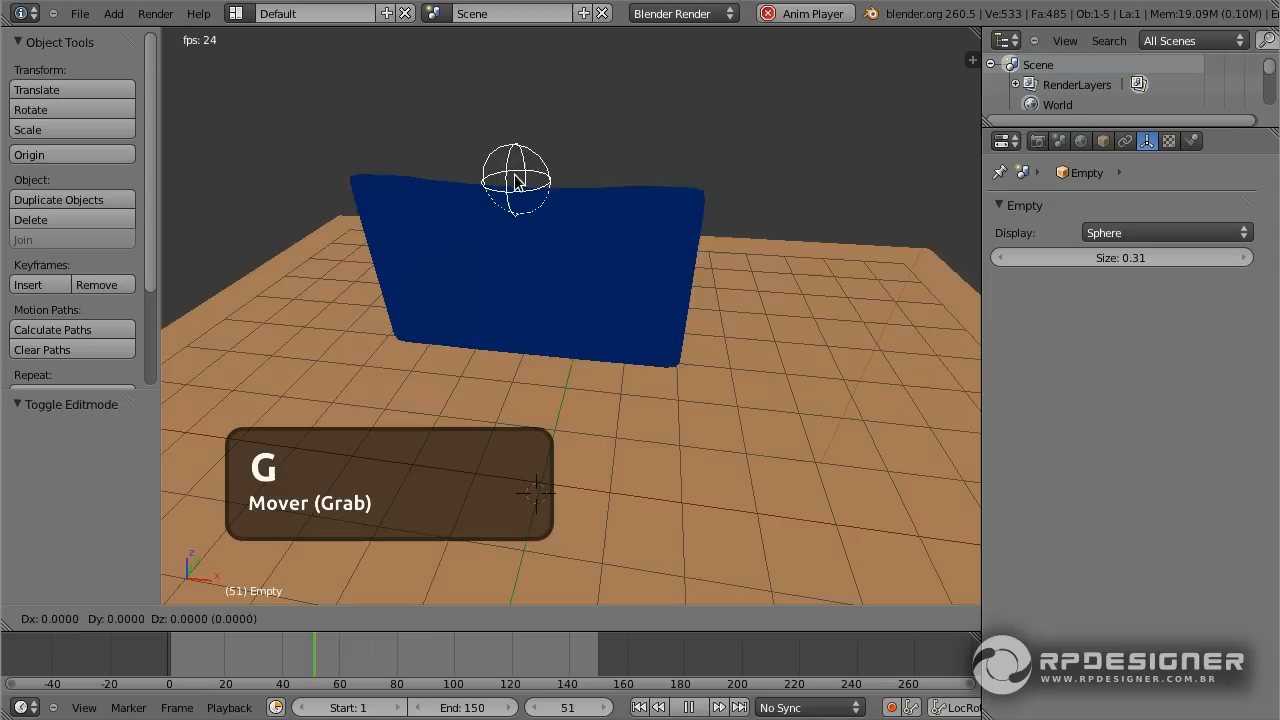 File Add Render Help Default Scene Blender Render Anim Player blender.org 260.5 | Ve:533 | Fa:485 | Ob:1-5 | La:1 | Mem:19.09M (0.10M) |
Object Tools
Transform:
Translate
Rotate
Scale
Origin
Object:
Duplicate Objects
Delete
Join
Keyframes:
Insert Remove
Motion Paths:
Calculate Paths
Clear Paths
Repeat:
Toggle Editmode
fps: 24
G
Mover (Grab)
z
y
x
(51) Empty
View Search All Scenes
Scene
RenderLayers |
World
Empty
Empty
Display: Sphere
Size: 0.31
Dx: 0.0000 Dy: 0.0000 Dz: 0.0000 (0.0000)
-40 -20 0 20 40 60 80 100 120 140 160 180 200 220 240 260
View Marker Frame Playback Start: 1 End: 150 51 No Sync LocRot
RPDESIGNER
WWW.RPDESIGNER.COM.BR